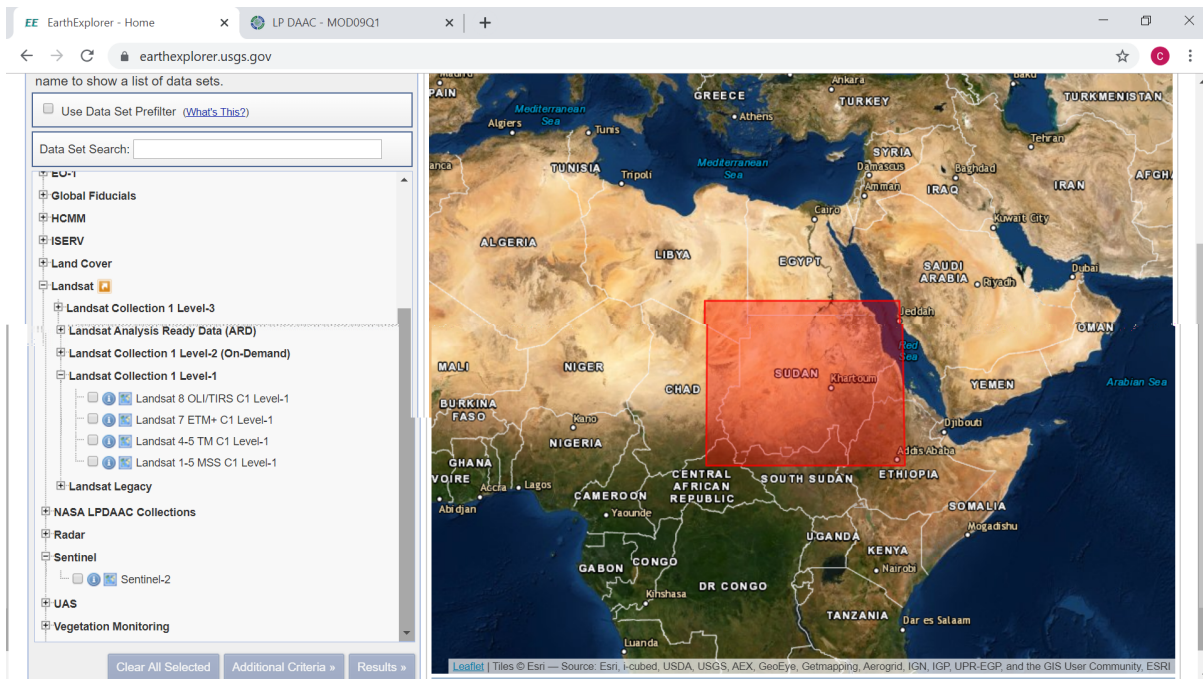 EE EarthExplorer - Home
LP DAAC - MOD09Q1
earthexplorer.usgs.gov
C
name to show a list of data sets.
Use Data Set Prefilter (What's This?)
Data Set Search:
EO-1
Global Fiducials
HCMM
ISERV
Land Cover
Landsat
Landsat Collection 1 Level-3
Landsat Analysis Ready Data (ARD)
Landsat Collection 1 Level-2 (On-Demand)
Landsat Collection 1 Level-1
Landsat 8 OLI/TIRS C1 Level-1
Landsat 7 ETM+ C1 Level-1
Landsat 4-5 TM C1 Level-1
Landsat 1-5 MSS C1 Level-1
Landsat Legacy
NASA LPDAAC Collections
Radar
Sentinel
Sentinel-2
UAS
Vegetation Monitoring
Clear All Selected
Additional Criteria »
Results »
Madrid
PAIN
Ankara
Baku
GREECE
TURKEY
TURKMENISTAN
Mediterranean
Sea
Algiers
Tunis
Athens
Tehran
anca
TUNISIA
Tripoli
Mediterranean
Sea
SYRIA
Damascus
Baghdad
Amman
IRAQ
IRAN
AFGH
Cairo
Kuwait City
ALGERIA
LIBYA
EGYPT
SAUDI
ARABIA
Riyadh
Dubai
Jeddah
OMAN
Red
Sea
MALI
NIGER
CHAD
SUDAN
Khartoum
YEMEN
Arabian Sea
BURKINA
FASO
Kano
NIGERIA
Djibouti
Addis Ababa
GHANA
VOIRE
Accra
Lagos
CENTRAL
AFRICAN
REPUBLIC
SOUTH SUDAN
ETHIOPIA
Abidjan
CAMEROON
Yaounde
SOMALIA
Mogadishu
UGANDA
KENYA
Nairobi
GABON
CONGO
DR CONGO
Kinshasa
TANZANIA
Dar es Salaam
Luanda
Leaflet | Tiles © Esri — Source: Esri, i-cubed, USDA, USGS, AEX, GeoEye, Getmapping, Aerogrid, IGN, IGP, UPR-EGP, and the GIS User Community, ESRI